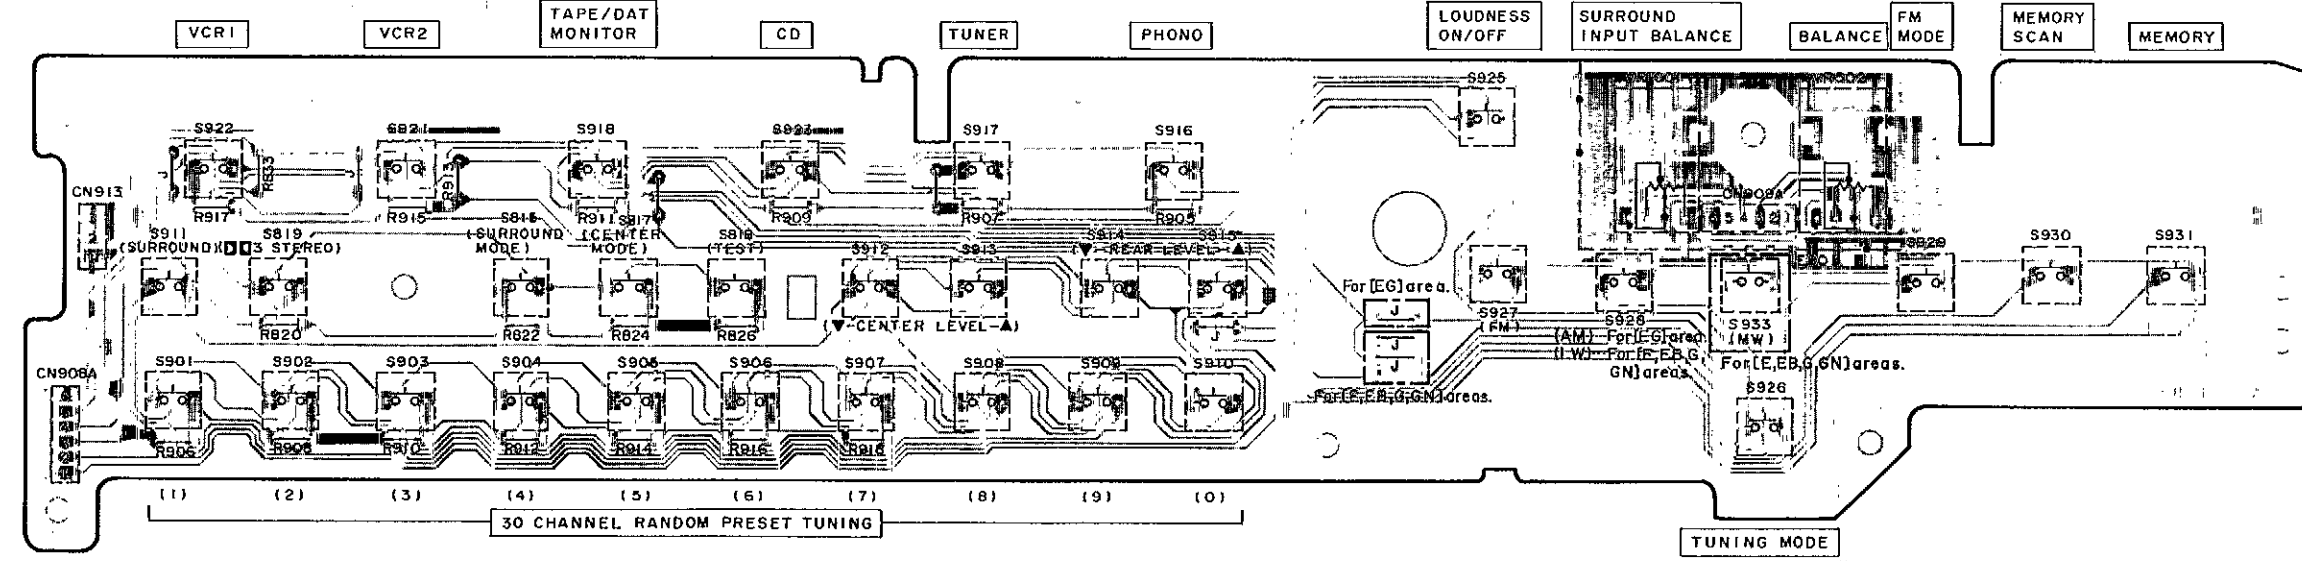 VCR1
VCR2
TAPE/DAT
MONITOR
CD
TUNER
PHONO
LOUDNESS
ON/OFF
SURROUND
INPUT BALANCE
BALANCE
FM
MODE
MEMORY
SCAN
MEMORY
S925
S922
S921
S918
S923
S917
S916
R833
R913
CN913
R917
R915
R911
R909
R907
R905
CN909A
S911
(SURROUND)
S819
(3 STEREO)
(SURROUND
MODE)
S817
(CENTER
MODE)
S818
(TEST)
S912
S913
S914
S915
(▼-REAR LEVEL-▲)
S929
S930
S931
For [EG] area.
J
J
J
J
S927
(FM)
S928
(AM)---For [EG] area
(LW)---For [E,EB,G,
GN] areas.
S933
(MW)
For [E,EB,G,GN] areas.
R820
R822
R824
R826
(▼-CENTER LEVEL-▲)
S901
S902
S903
S904
S905
S906
S907
S908
S909
S910
CN908A
For [E,EB,G,GN] areas.
S926
R906
R908
R910
R912
R914
R916
R918
(1)
(2)
(3)
(4)
(5)
(6)
(7)
(8)
(9)
(0)
30 CHANNEL RANDOM PRESET TUNING
TUNING MODE